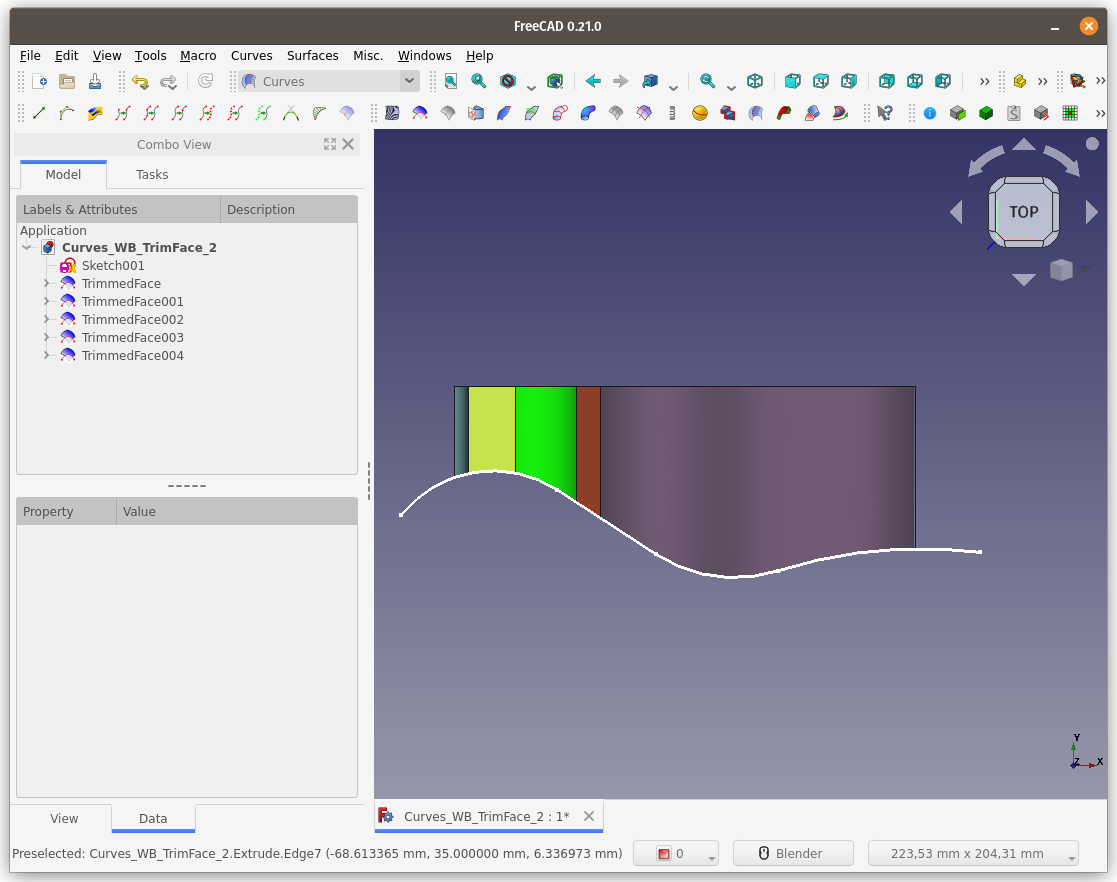 FreeCAD 0.21.0
File Edit View Tools Macro Curves Surfaces Misc. Windows Help
Curves
Combo View
Model Tasks
Labels & Attributes Description
Application
Curves_WB_TrimFace_2
Sketch001
TrimmedFace
TrimmedFace001
TrimmedFace002
TrimmedFace003
TrimmedFace004
TOP
Property Value
Y
Z X
View Data
Curves_WB_TrimFace_2 : 1*
Preselected: Curves_WB_TrimFace_2.Extrude.Edge7 (-68.613365 mm, 35.000000 mm, 6.336973 mm) 0 Blender 223,53 mm x 204,31 mm